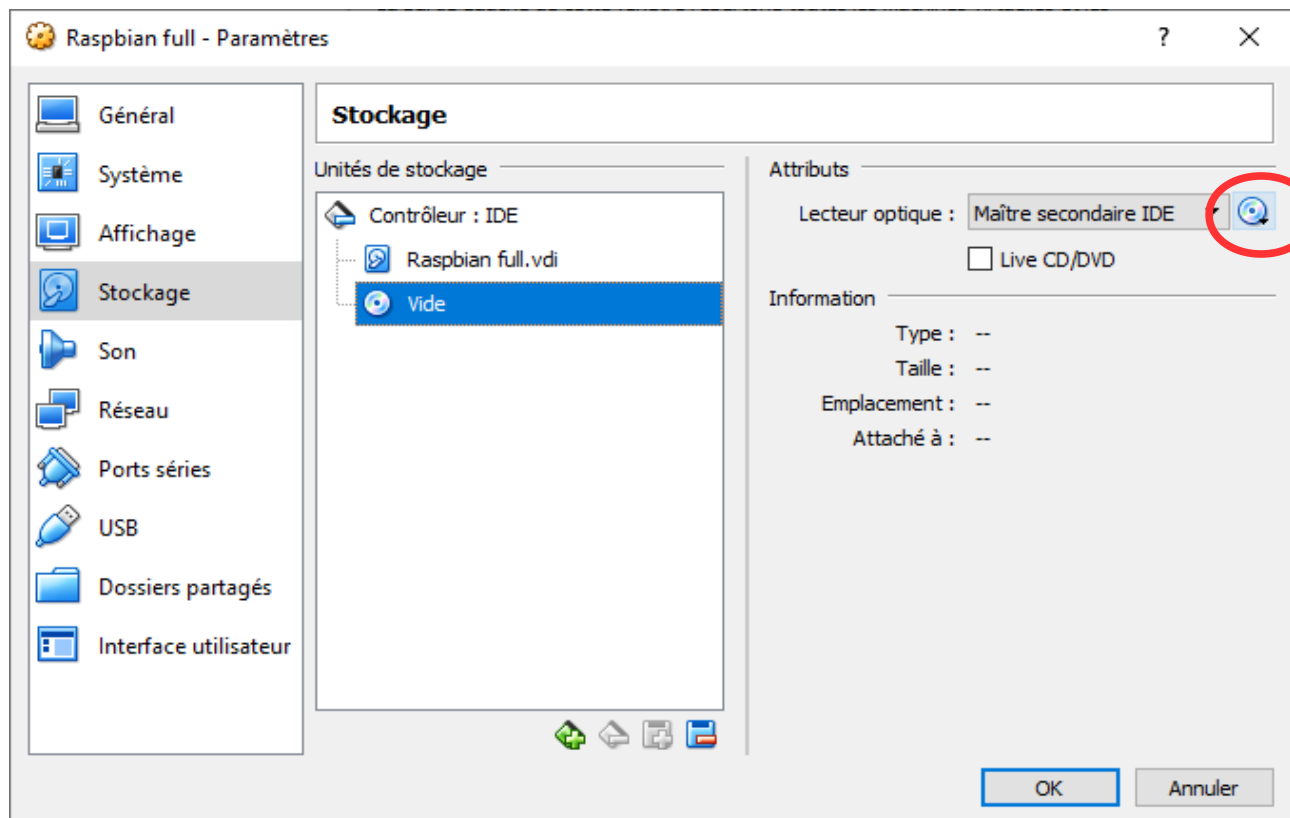 Raspbian full - Paramètres
?
Général
Système
Affichage
Stockage
Son
Réseau
Ports séries
USB
Dossiers partagés
Interface utilisateur
Stockage
Unités de stockage
Contrôleur : IDE
Raspbian full.vdi
Vide
Attributs
Lecteur optique : Maître secondaire IDE
Live CD/DVD
Information
Type : --
Taille : --
Emplacement : --
Attaché à : --
OK
Annuler